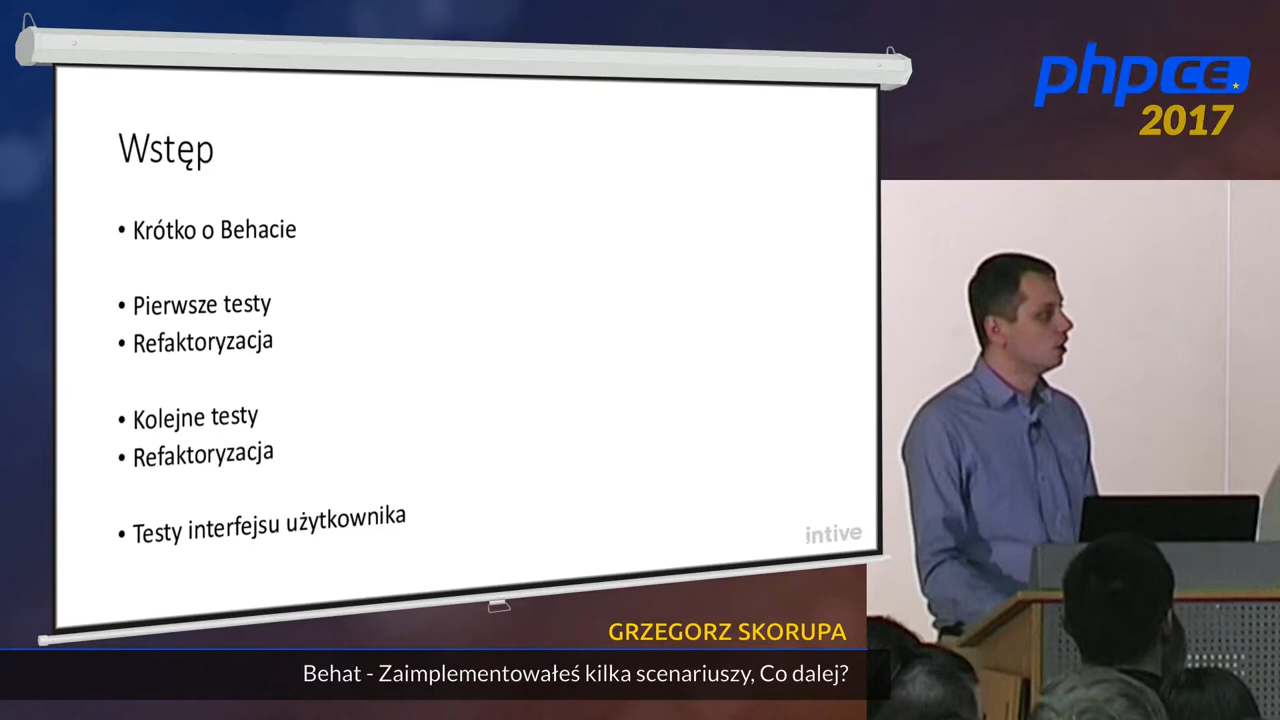 Wstęp
• Krótko o Behacie
• Pierwsze testy
• Refaktoryzacja
• Kolejne testy
• Refaktoryzacja
• Testy interfejsu użytkownika
intive
phpCE
2017
GRZEGORZ SKORUPA
Behat - Zaimplementowałeś kilka scenariuszy, Co dalej?